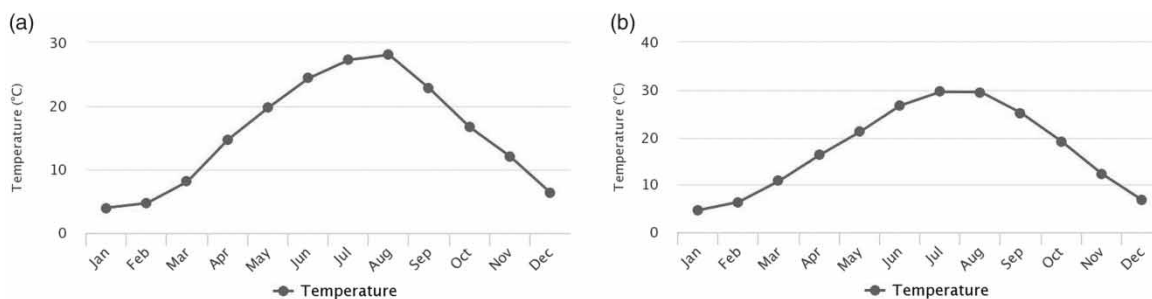 (a)
30
20
10
0
Temperature (°C)
Jan Feb Mar Apr May Jun Jul Aug Sep Oct Nov Dec
Temperature
(b)
40
30
20
10
0
Temperature (°C)
Jan Feb Mar Apr May Jun Jul Aug Sep Oct Nov Dec
Temperature